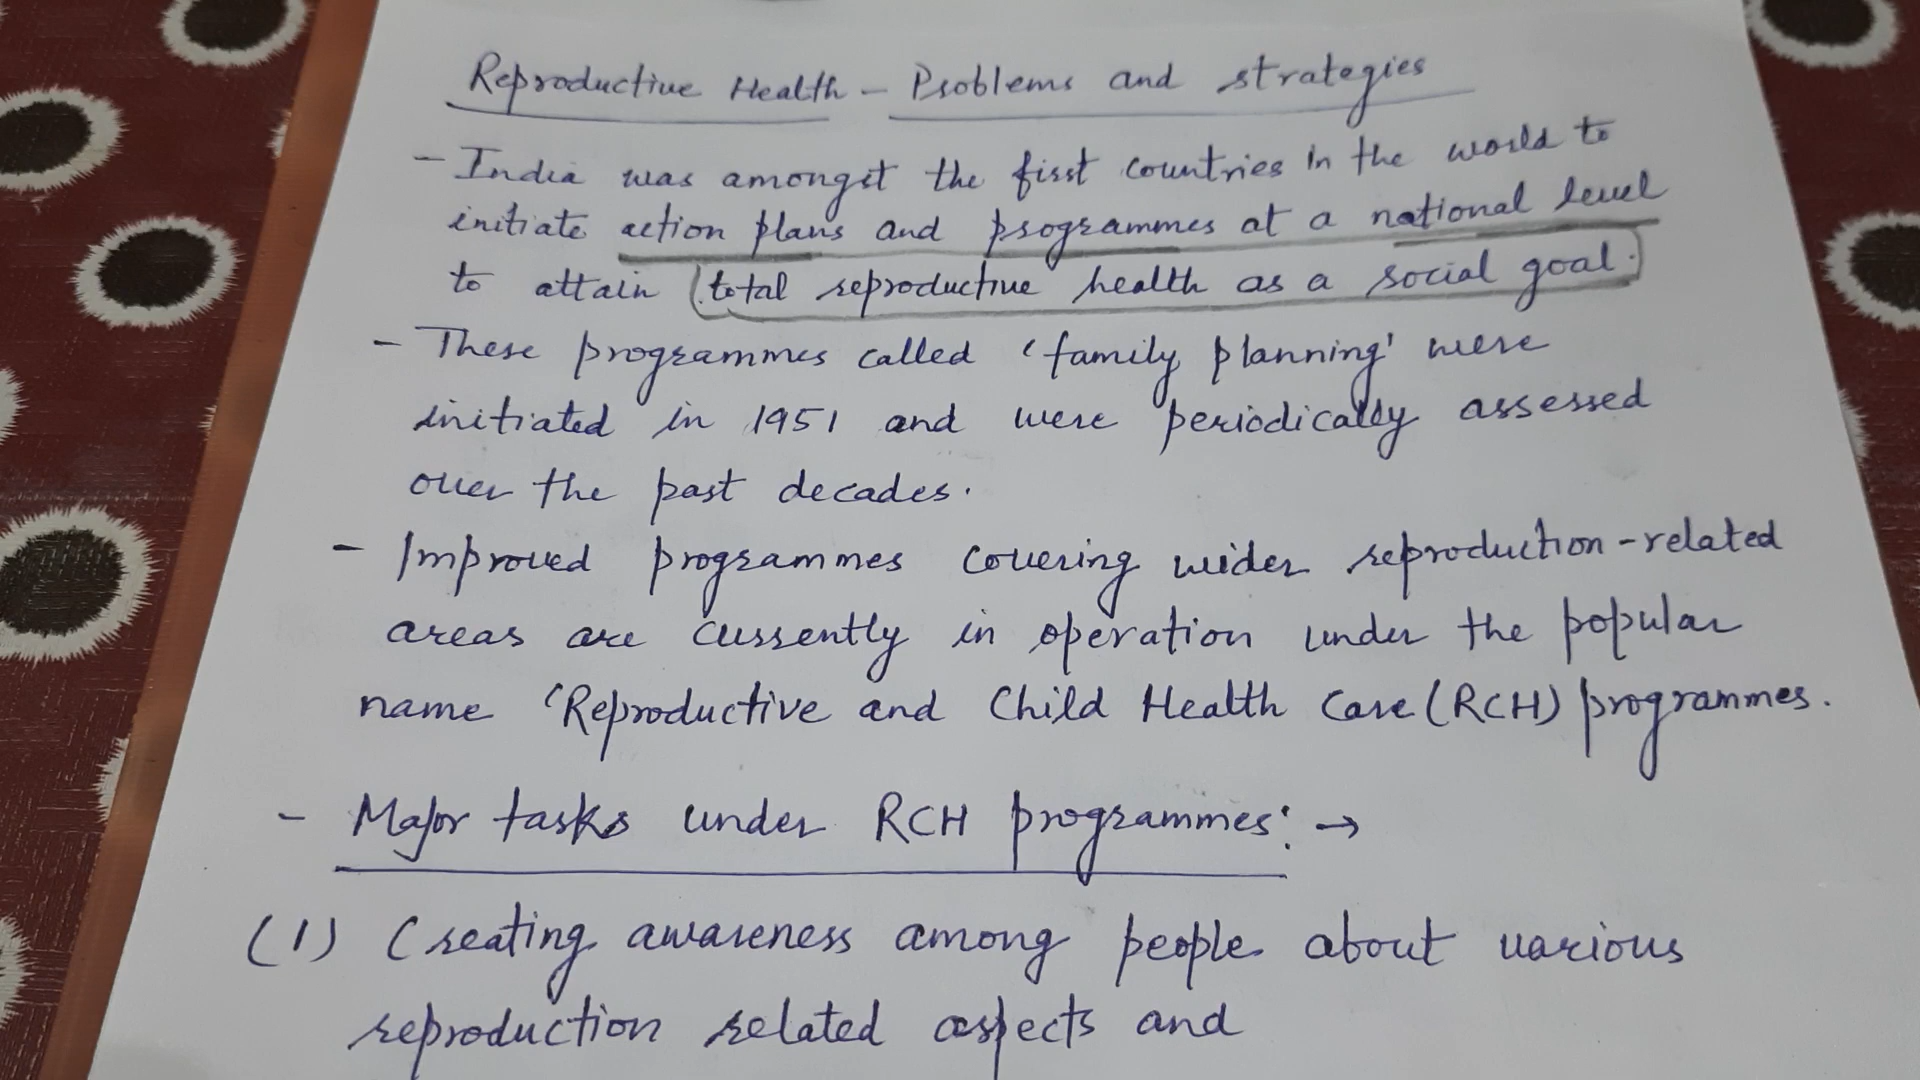 Reproductive Health - Problems and strategies
- India was amongst the first countries in the world to
initiate action plans and programmes at a national level
to attain total reproductive health as a social goal.
- These programmes called 'family planning' were
initiated in 1951 and were periodically assessed
over the past decades.
- Improved programmes covering wider reproduction-related
areas are currently in operation under the popular
name 'Reproductive and Child Health Care (RCH) programmes.
- Major tasks under RCH programmes: →
(1) Creating awareness among people about various
reproduction related aspects and